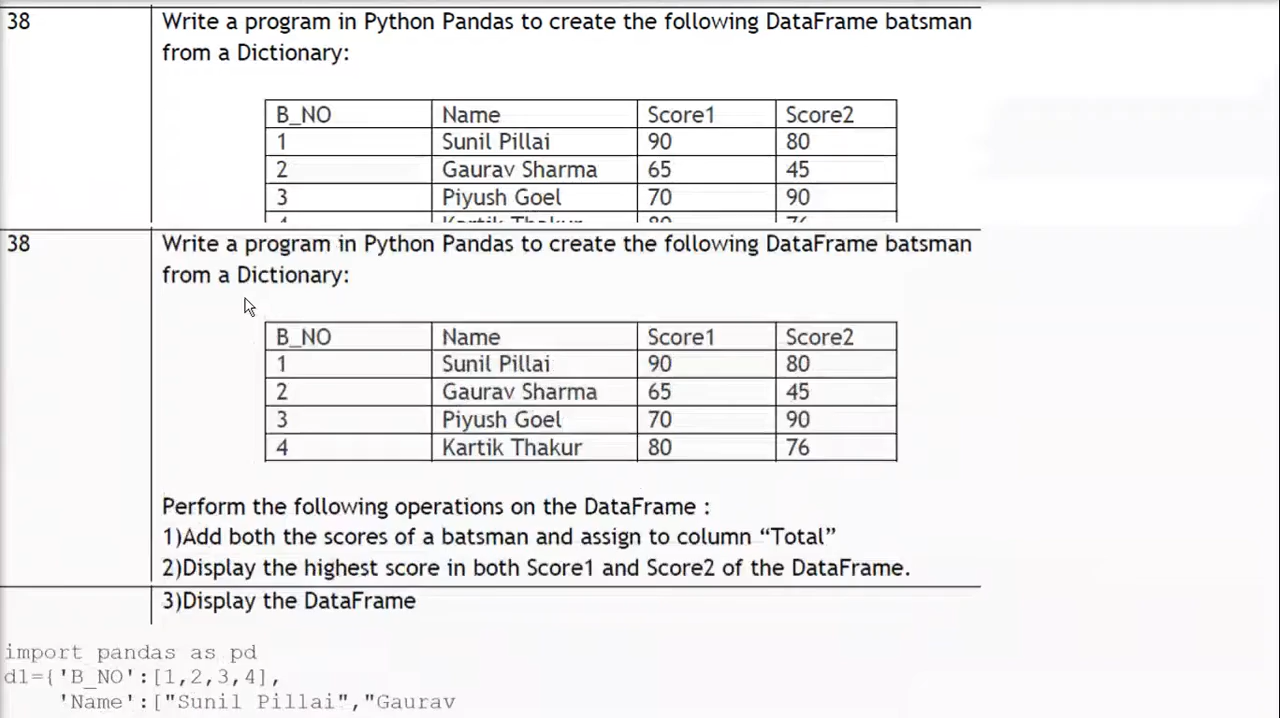 38 Write a program in Python Pandas to create the following DataFrame batsman
from a Dictionary:
B_NO Name Score1 Score2
1 Sunil Pillai 90 80
2 Gaurav Sharma 65 45
3 Piyush Goel 70 90
38 Write a program in Python Pandas to create the following DataFrame batsman
from a Dictionary:
B_NO Name Score1 Score2
1 Sunil Pillai 90 80
2 Gaurav Sharma 65 45
3 Piyush Goel 70 90
4 Kartik Thakur 80 76
Perform the following operations on the DataFrame :
1)Add both the scores of a batsman and assign to column “Total”
2)Display the highest score in both Score1 and Score2 of the DataFrame.
3)Display the DataFrame
import pandas as pd
d1={'B_NO':[1,2,3,4],
'Name':["Sunil Pillai","Gaurav